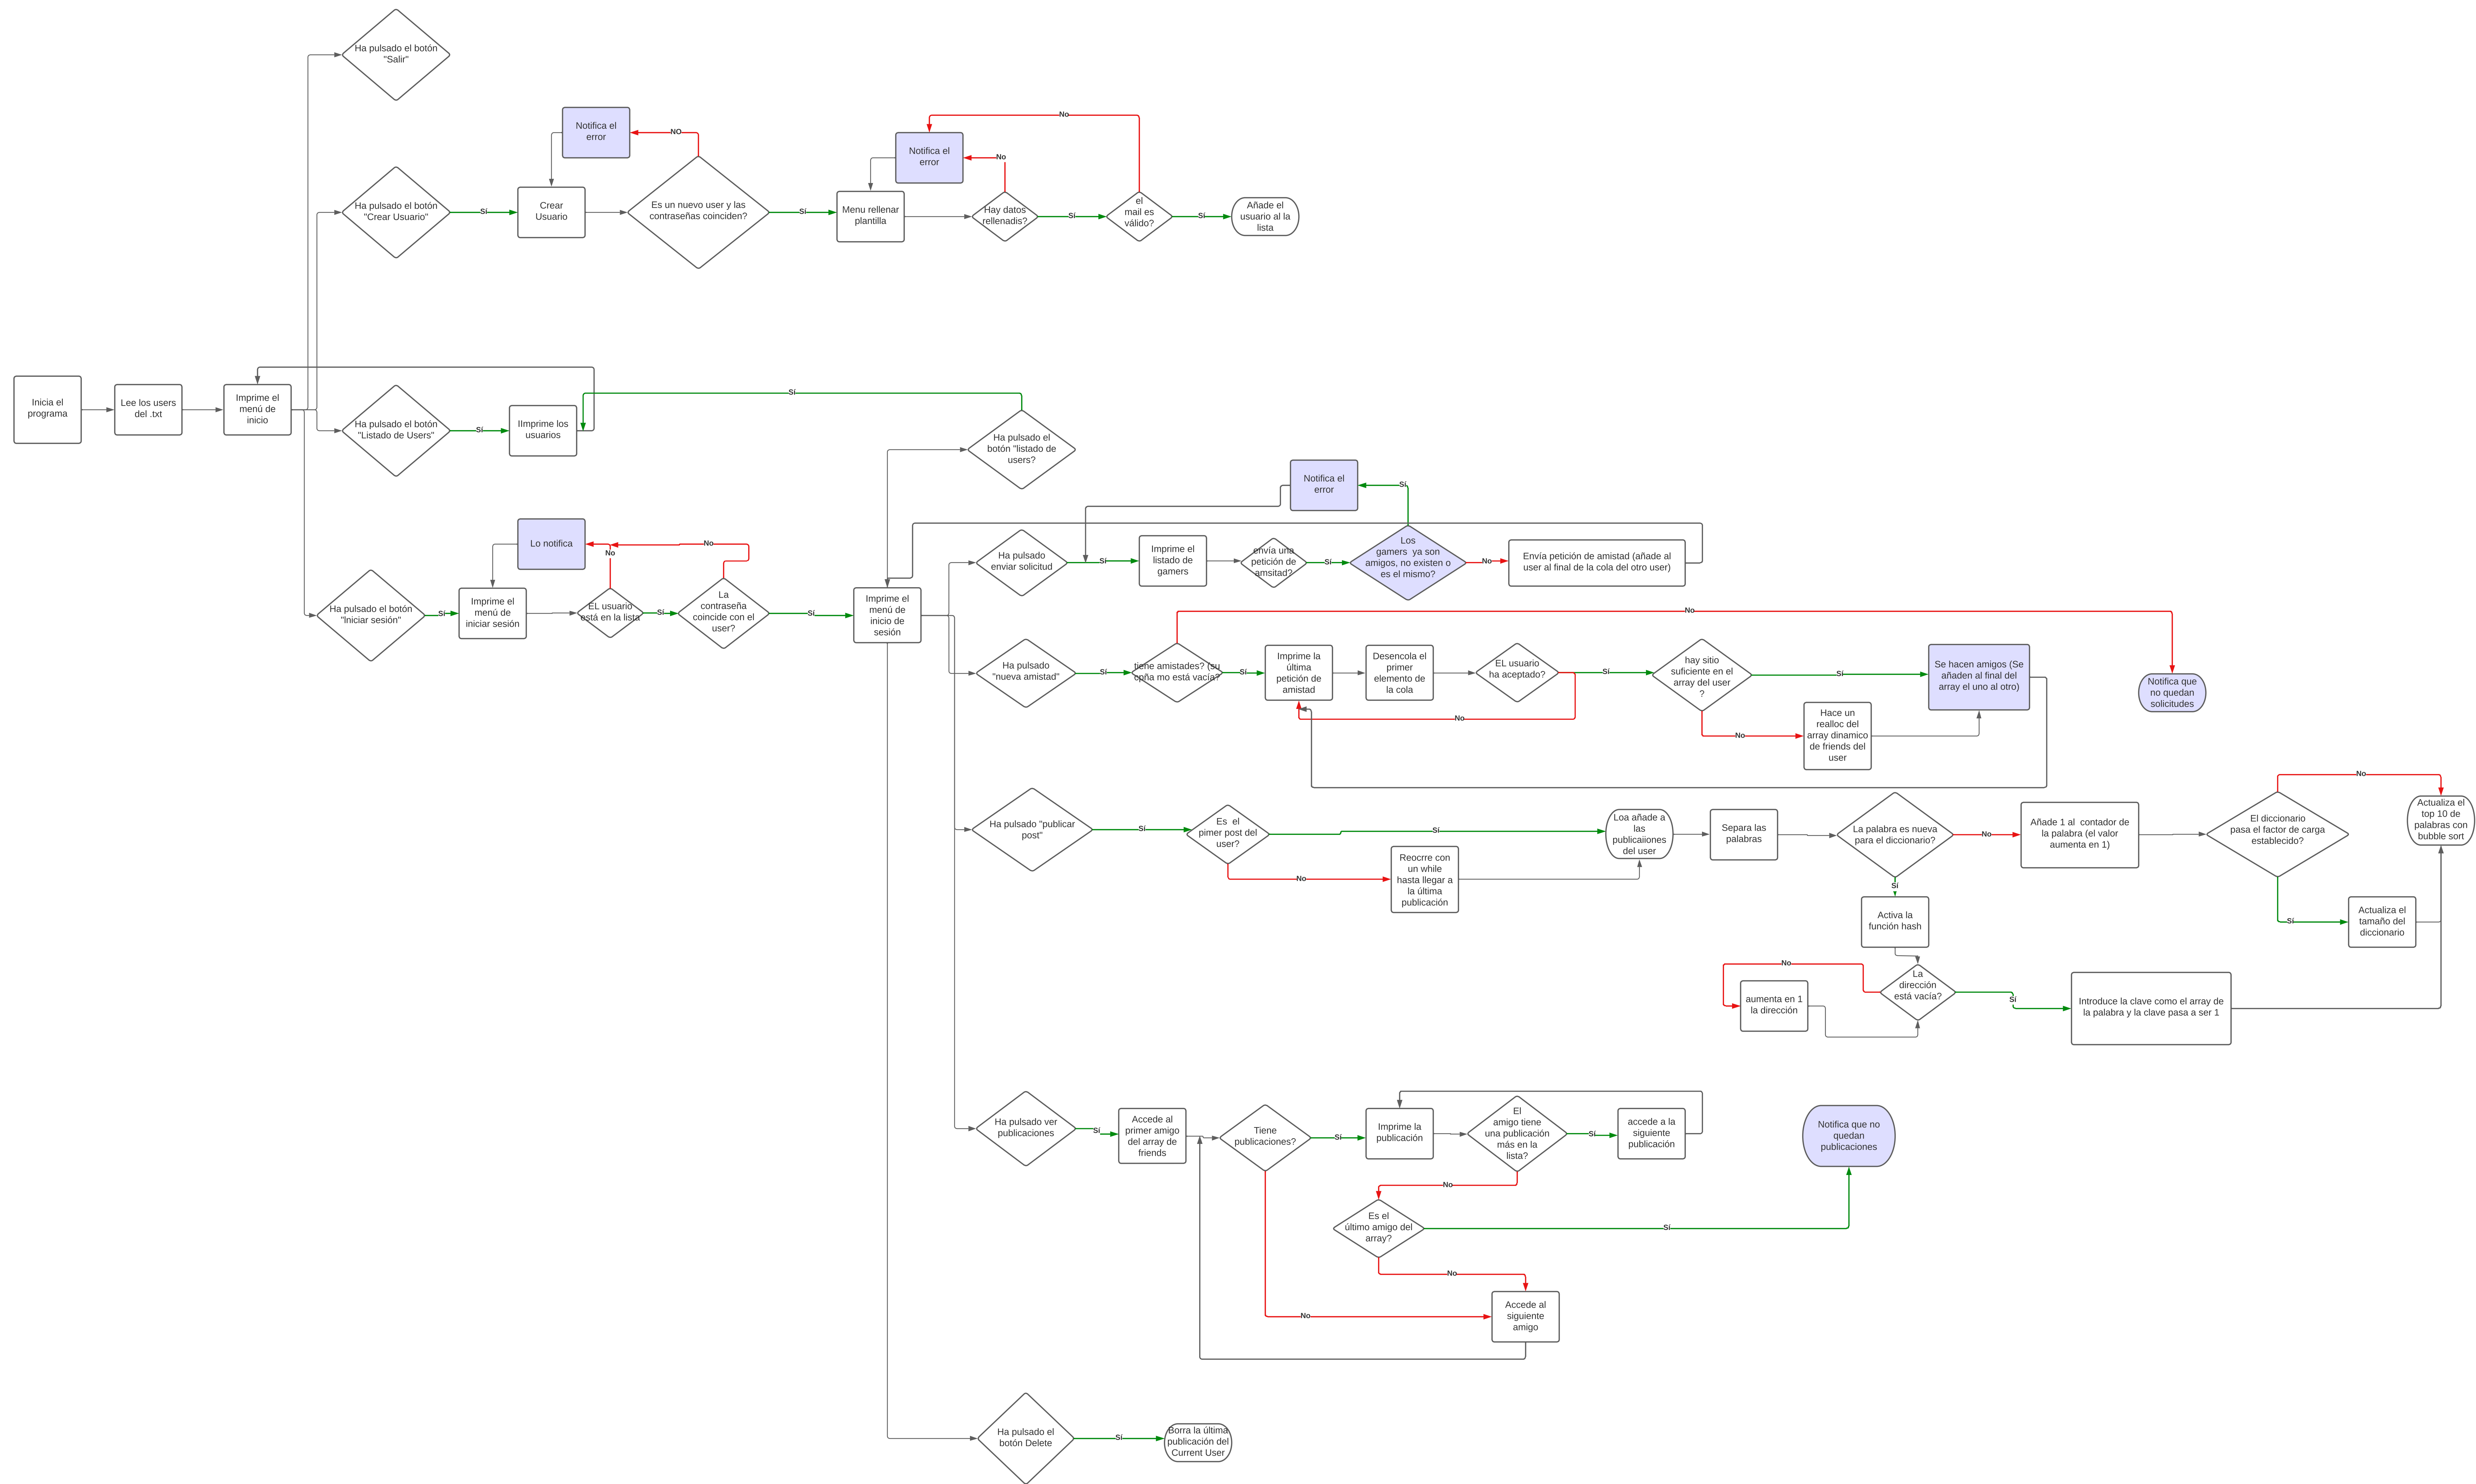 Ha pulsado el botón
"Salir"
Notifica el
error
NO
No
Notifica el
error
No
Ha pulsado el botón
"Crear Usuario"
Sí
Crear
Usuario
Es un nuevo user y las
contraseñas coinciden?
Sí
Menu rellenar
plantilla
Hay datos
rellenadis?
Sí
el
mail es
válido?
Sí
Añade el
usuario al la
lista
Inicia el
programa
Lee los users
del .txt
Imprime el
menú de
inicio
Ha pulsado el botón
"Listado de Users"
Sí
IImprime los
usuarios
Sí
Ha pulsado el
botón "listado de
users?
Notifica el
error
Sí
Lo notifica
No
No
Ha pulsado el botón
"Iniciar sesión"
Sí
Imprime el
menú de
iniciar sesión
EL usuario
está en la lista
Sí
La
contraseña
coincide con el
user?
Sí
Imprime el
menú de
inicio de
sesión
Ha pulsado
enviar solicitud
Sí
Imprime el
listado de
gamers
envía una
petición de
amsitad?
Sí
Los
gamers  ya son
amigos, no existen o
es el mismo?
No
Envía petición de amistad (añade al
user al final de la cola del otro user)
No
Ha pulsado
"nueva amistad"
Sí
tiene amistades? (su
cpña mo está vacía?
Sí
Imprime la
última
petición de
amistad
Desencola el
primer
elemento de
la cola
EL usuario
ha aceptado?
Sí
No
hay sitio
suficiente en el
array del user
?
Sí
No
Hace un
realloc del
array dinamico
de friends del
user
Se hacen amigos (Se
añaden al final del
array el uno al otro)
Notifica que
no quedan
solicitudes
Ha pulsado "publicar
post"
Sí
Es  el
pimer post del
user?
Sí
No
Reocrre con
un while
hasta llegar a
la última
publicación
Loa añade a
las
publicaiiones
del user
Separa las
palabras
La palabra es nueva
para el diccionario?
No
Sí
Añade 1 al  contador de
la palabra (el valor
aumenta en 1)
El diccionario
pasa el factor de carga
establecido?
No
Sí
Actualiza el
top 10 de
palabras con
bubble sort
Actualiza el
tamaño del
diccionario
Activa la
función hash
No
aumenta en 1
la dirección
La
dirección
está vacía?
Sí
Introduce la clave como el array de
la palabra y la clave pasa a ser 1
Ha pulsado ver
publicaciones
Sí
Accede al
primer amigo
del array de
friends
Tiene
publicaciones?
Sí
Imprime la
publicación
El
amigo tiene
una publicación
más en la
lista?
Sí
accede a la
siguiente
publicación
Notifica que no
quedan
publicaciones
No
Es el
último amigo del
array?
Sí
No
No
Accede al
siguiente
amigo
Ha pulsado el
botón Delete
Sí
Borra la última
publicación del
Current User